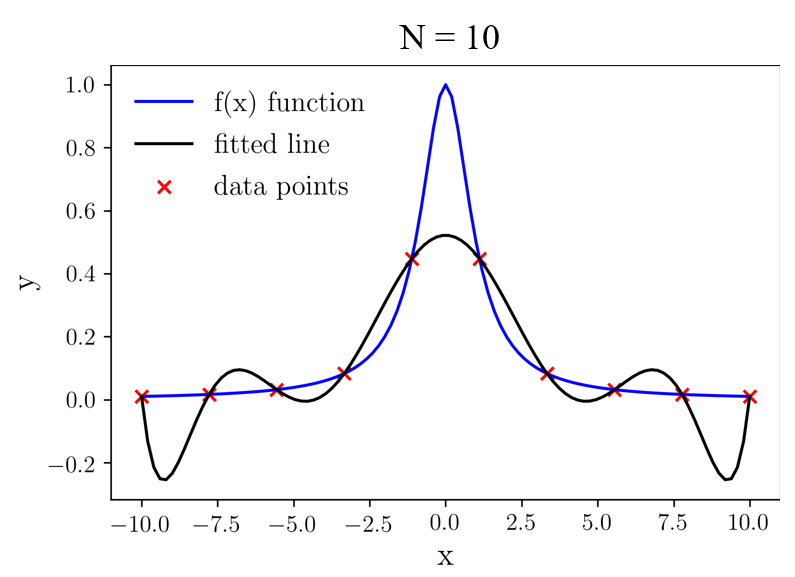 N = 10
1.0
0.8
0.6
0.4
0.2
0.0
−0.2
y
f(x) function
fitted line
data points
−10.0 −7.5 −5.0 −2.5 0.0 2.5 5.0 7.5 10.0
x